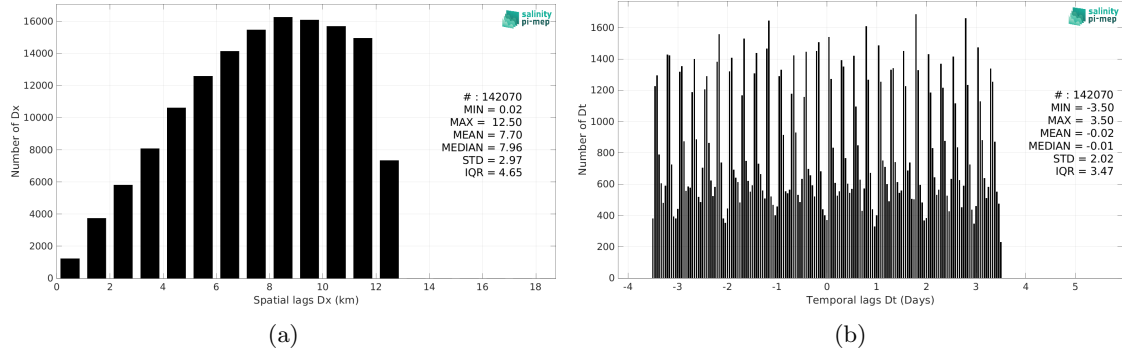 salinity
pi-mep
Number of Dx
16000
14000
12000
10000
8000
6000
4000
2000
0
# : 142070
MIN = 0.02
MAX = 12.50
MEAN = 7.70
MEDIAN = 7.96
STD = 2.97
IQR = 4.65
0 2 4 6 8 10 12 14 16 18
Spatial lags Dx (km)
(a)
salinity
pi-mep
Number of Dt
1600
1400
1200
1000
800
600
400
200
0
# : 142070
MIN = -3.50
MAX = 3.50
MEAN = -0.02
MEDIAN = -0.01
STD = 2.02
IQR = 3.47
-4 -3 -2 -1 0 1 2 3 4 5
Temporal lags Dt (Days)
(b)